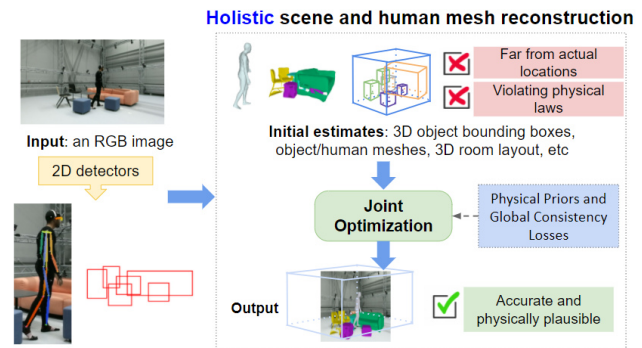 Holistic scene and human mesh reconstruction
Far from actual
locations
Violating physical
laws
Input: an RGB image
Initial estimates: 3D object bounding boxes,
object/human meshes, 3D room layout, etc
2D detectors
Joint
Optimization
Physical Priors and
Global Consistency
Losses
Output
Accurate and
physically plausible